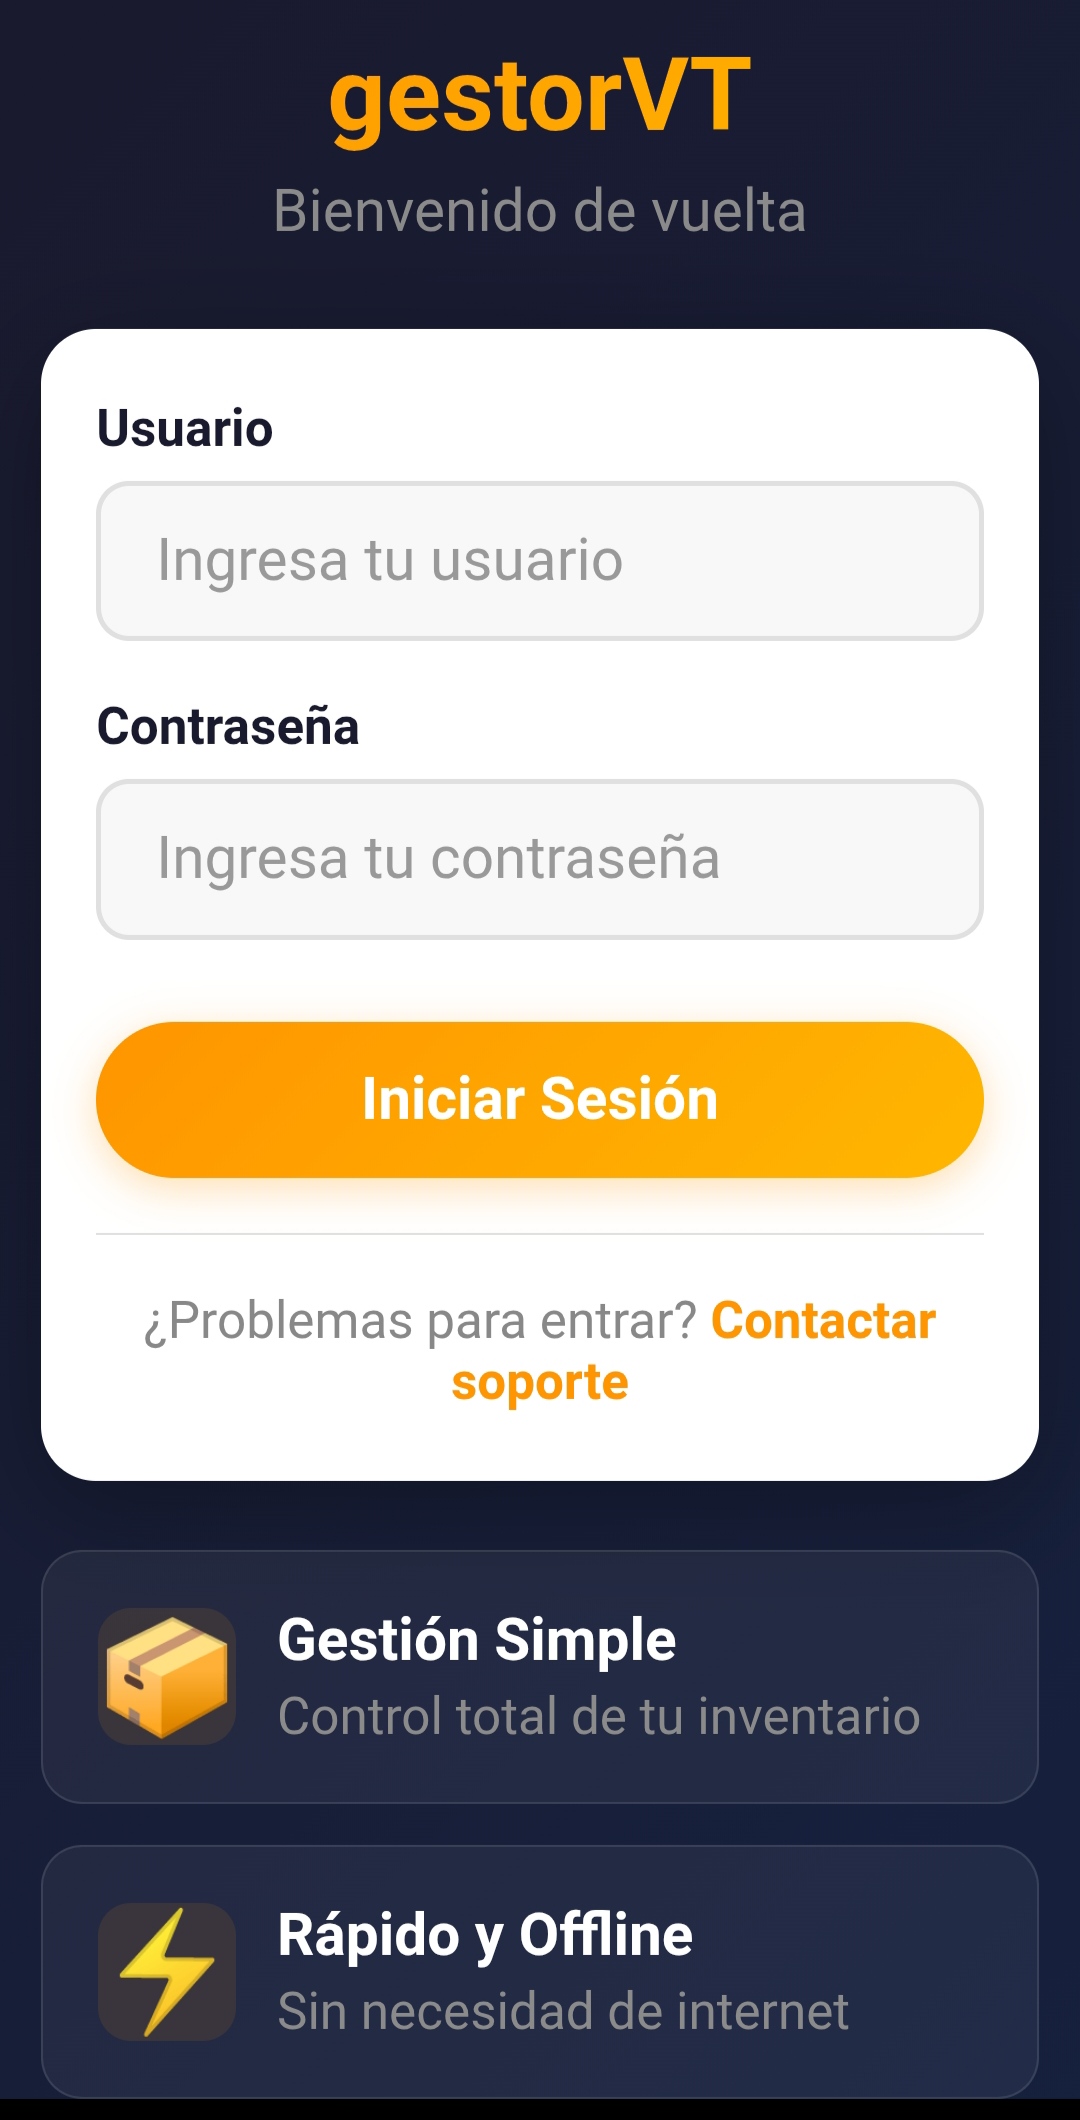 gestorVT
Bienvenido de vuelta
Usuario
Ingresa tu usuario
Contraseña
Ingresa tu contraseña
Iniciar Sesión
¿Problemas para entrar? Contactar
soporte
Gestión Simple
Control total de tu inventario
Rápido y Offline
Sin necesidad de internet